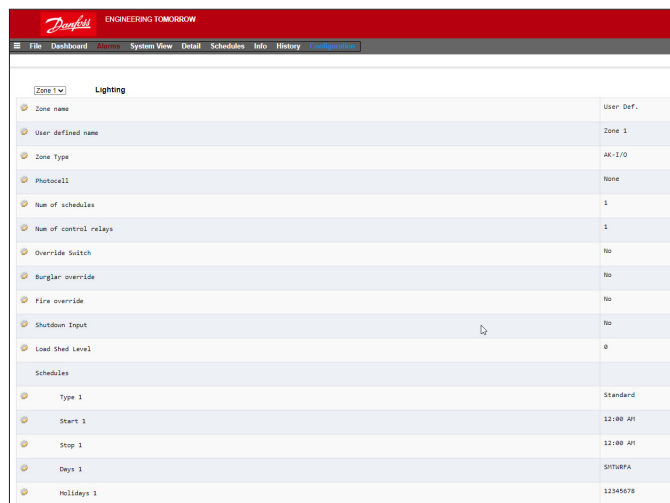 Danfoss ENGINEERING TOMORROW
File Dashboard Alarms System View Detail Schedules Info History Configuration
Zone 1 Lighting
Zone name User Def.
User defined name Zone 1
Zone Type AK-I/O
Photocell None
Num of schedules 1
Num of control relays 1
Override Switch No
Burglar override No
Fire override No
Shutdown Input No
Load Shed Level 0
Schedules
Type 1 Standard
Start 1 12:00 AM
Stop 1 12:00 AM
Days 1 SMTWRFA
Holidays 1 12345678